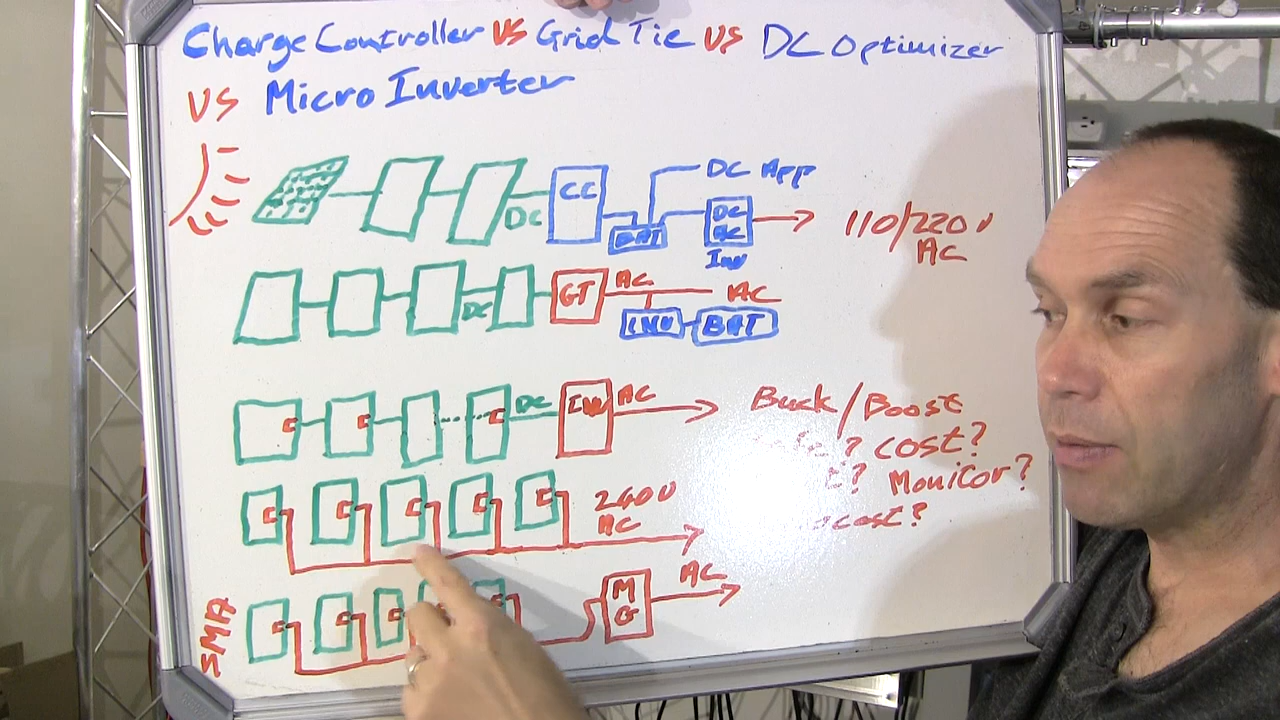 Charge Controller VS Grid Tie VS DC Optimizer
VS Micro Inverter
DC CC BAT DC App
DC AC Inv
110/220V AC
DC GT AC AC
INV BAT
DC INV AC
Buck/Boost
? cost?
t? Monitor?
cost?
240V AC
SMA
M G AC